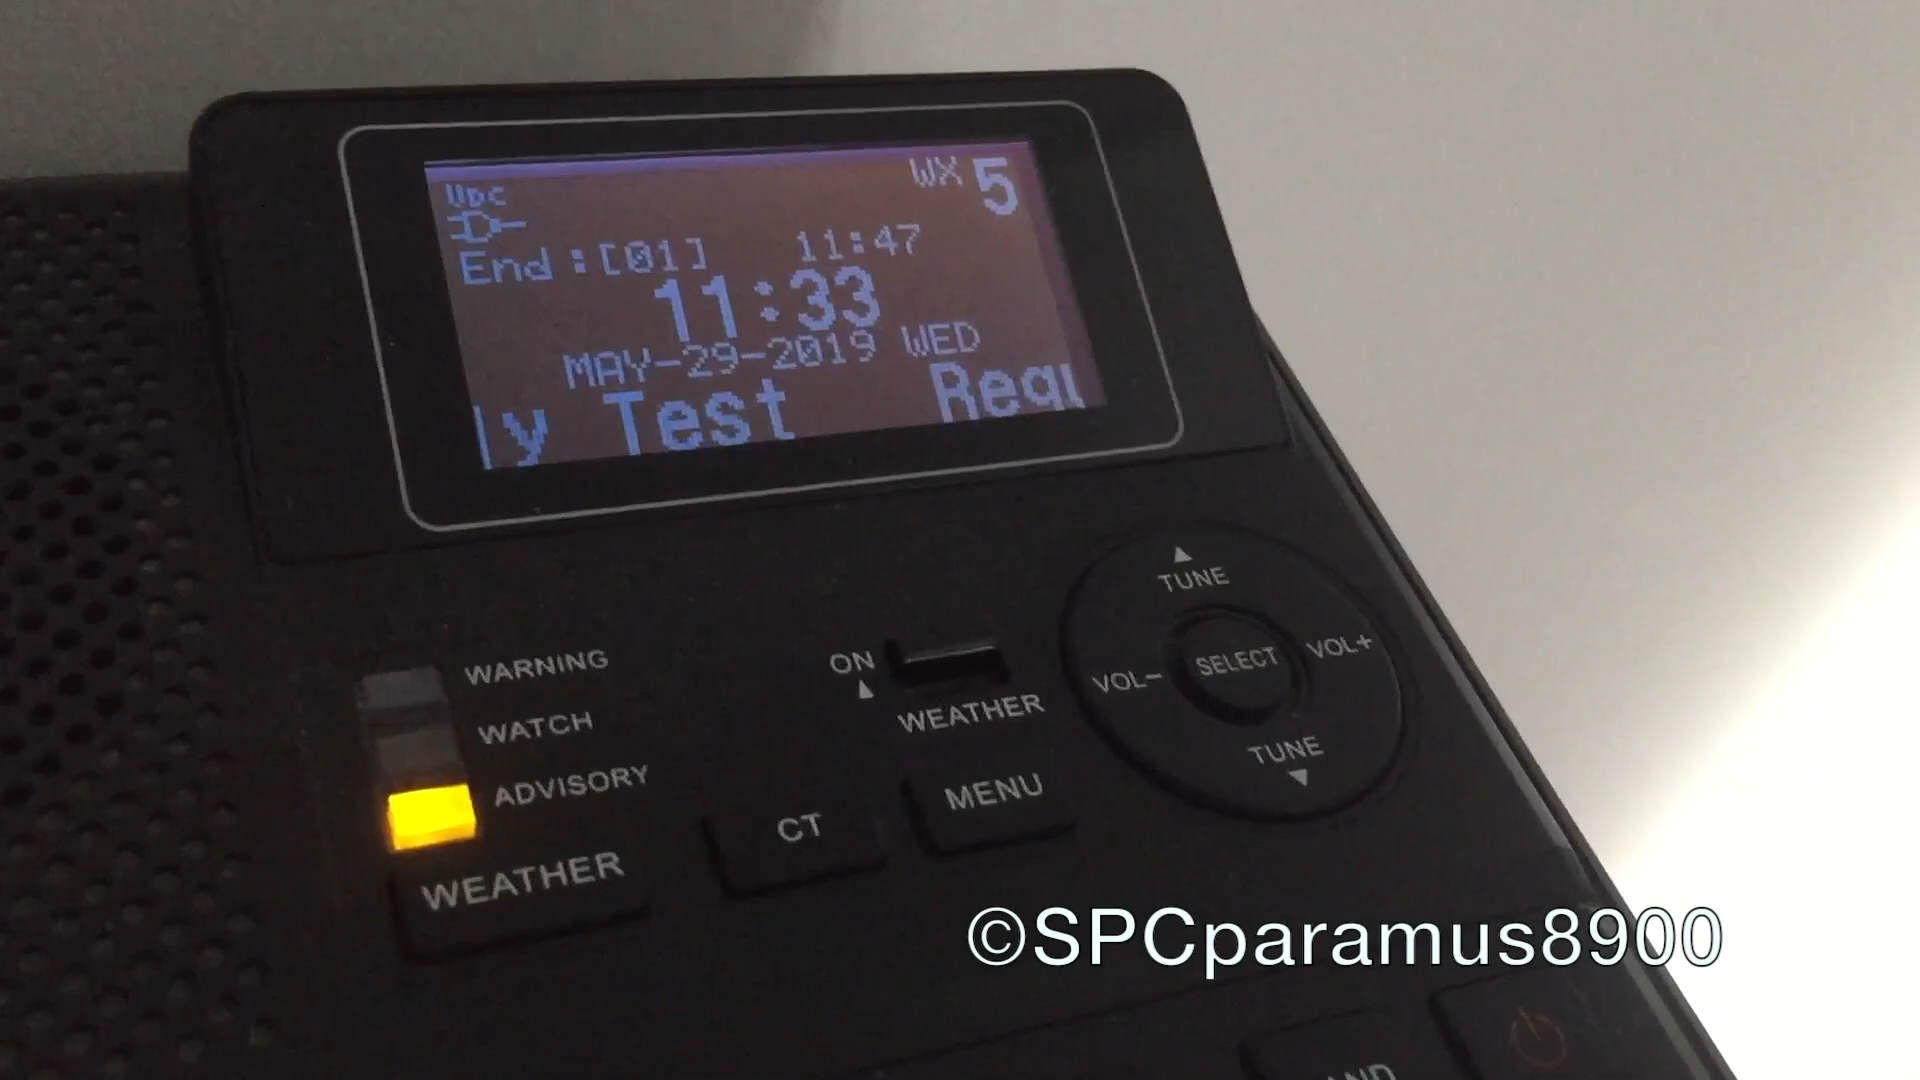 WX 5
VDC
End:[01] 11:47
11:33
MAY-29-2019 WED
ly Test Requ
TUNE
WARNING
ON
VOL- SELECT VOL+
WATCH
WEATHER
TUNE
ADVISORY
MENU
CT
WEATHER
©SPCparamus8900